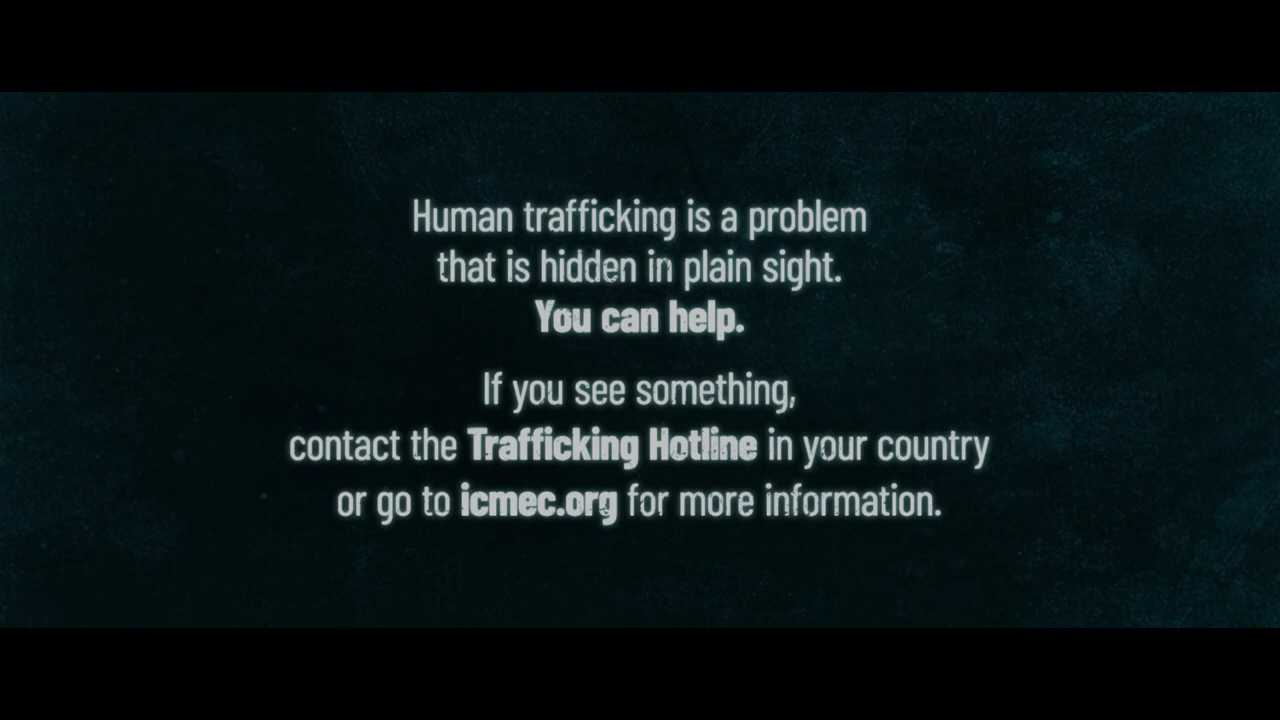 Human trafficking is a problem
that is hidden in plain sight.
You can help.
If you see something,
contact the Trafficking Hotline in your country
or go to icmec.org for more information.